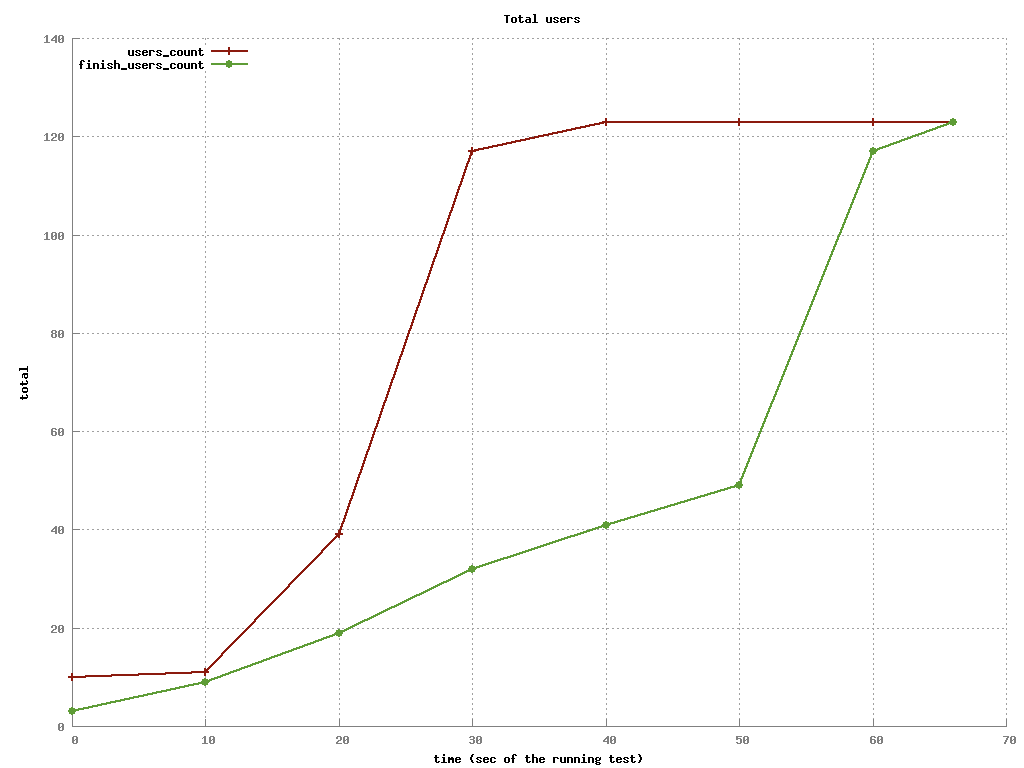 Total users
140
users_count
finish_users_count
120
100
80
total
60
40
20
0
0 10 20 30 40 50 60 70
time (sec of the running test)